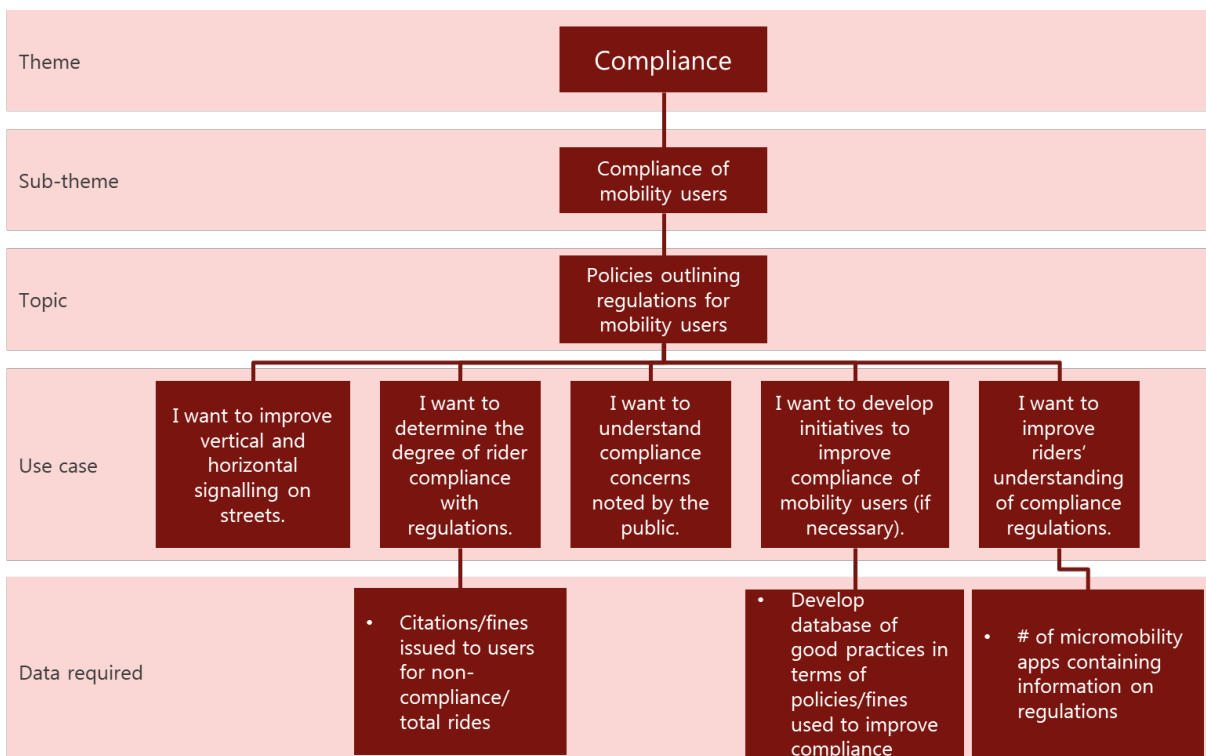 Theme
Compliance
Sub-theme
Compliance of
mobility users
Topic
Policies outlining
regulations for
mobility users
Use case
I want to improve
vertical and
horizontal
signalling on
streets.
I want to
determine the
degree of rider
compliance
with
regulations.
I want to
understand
compliance
concerns
noted by the
public.
I want to develop
initiatives to
improve
compliance of
mobility users (if
necessary).
I want to
improve
riders'
understanding
of compliance
regulations.
Data required
• Citations/fines
issued to users
for non-
compliance/
total rides
• Develop
database of
good practices in
terms of
policies/fines
used to improve
compliance
• # of micromobility
apps containing
information on
regulations